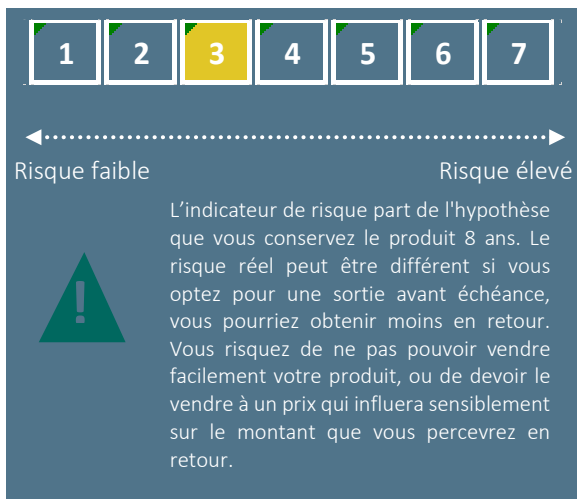 1 2 3 4 5 6 7
Risque faible Risque élevé
L’indicateur de risque part de l'hypothèse
que vous conservez le produit 8 ans. Le
risque réel peut être différent si vous
optez pour une sortie avant échéance,
vous pourriez obtenir moins en retour.
Vous risquez de ne pas pouvoir vendre
facilement votre produit, ou de devoir le
vendre à un prix qui influera sensiblement
sur le montant que vous percevrez en
retour.
!